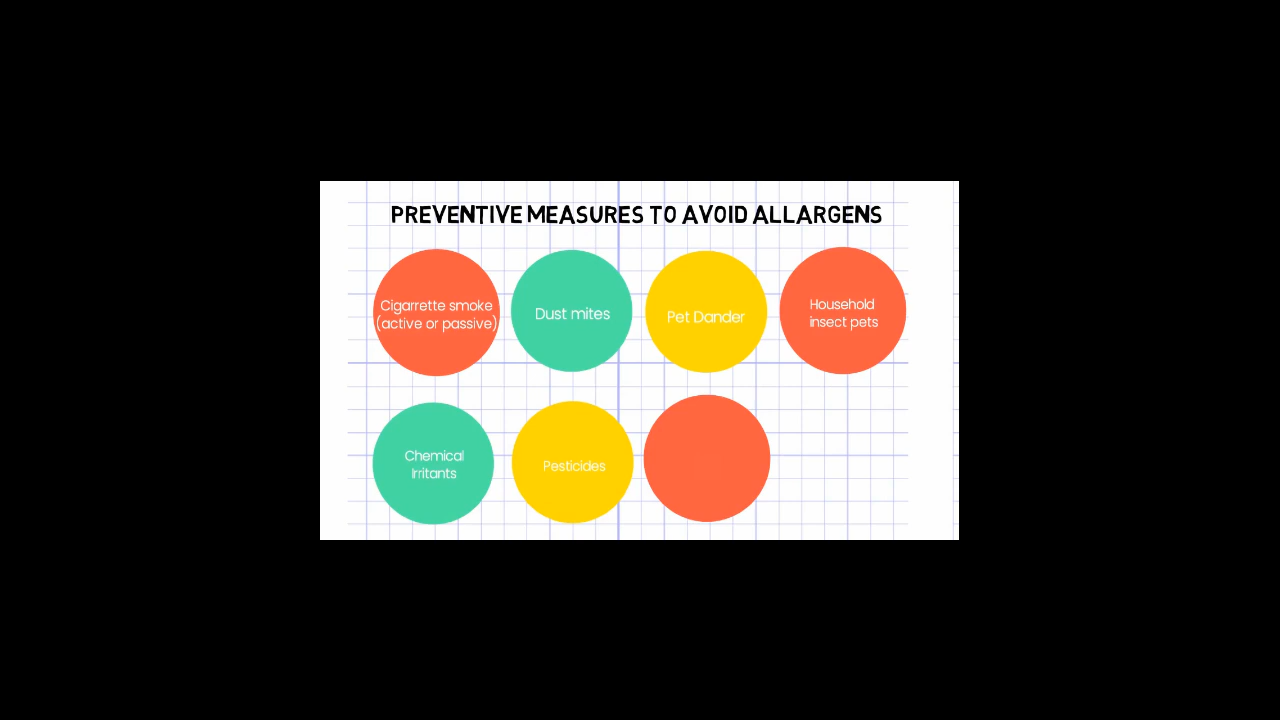 PREVENTIVE MEASURES TO AVOID ALLARGENS
Cigarrette smoke
(active or passive)
Dust mites
Pet Dander
Household
insect pets
Chemical
Irritants
Pesticides